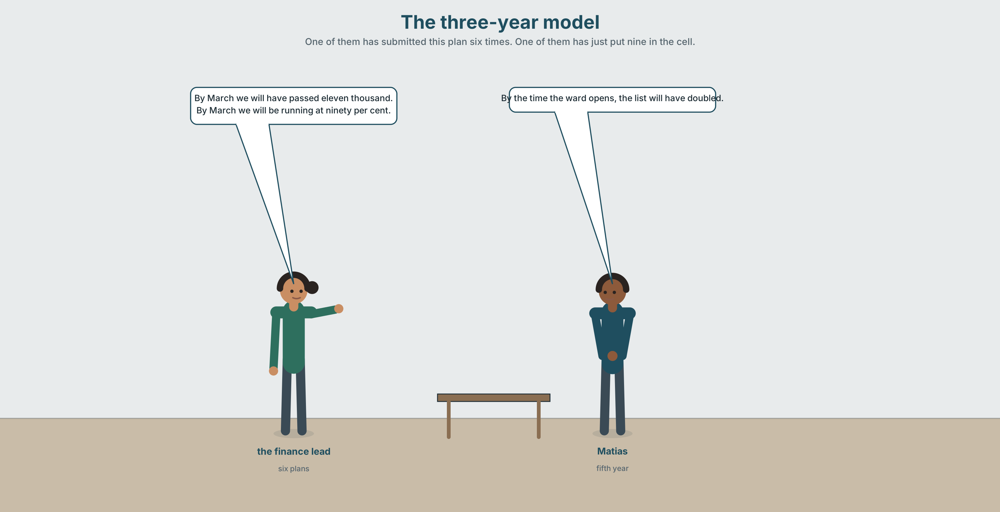 The three-year model
One of them has submitted this plan six times. One of them has just put nine in the cell.
By March we will have passed eleven thousand.
By March we will be running at ninety per cent.
By the time the ward opens, the list will have doubled.
the finance lead
six plans
Matias
fifth year